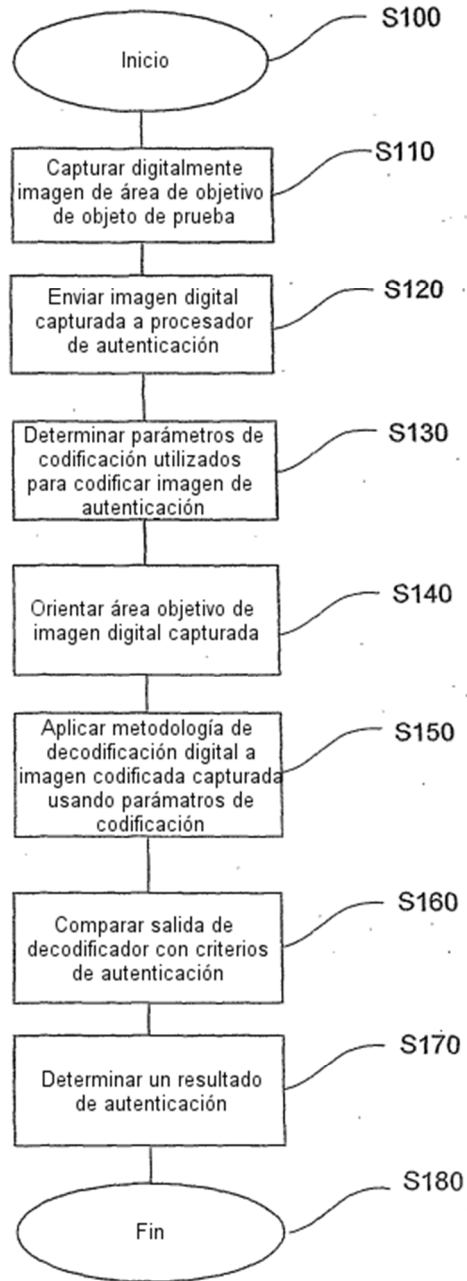 S100
Inicio
S110
Capturar digitalmente
imagen de área de objetivo
de objeto de prueba
S120
Enviar imagen digital
capturada a procesador
de autenticación
S130
Determinar parámetros de
codificación utilizados
para codificar imagen de
autenticación
S140
Orientar área objetivo de
imagen digital capturada
S150
Aplicar metodología de
decodificación digital a
imagen codificada capturada
usando parámatros de
codificación
S160
Comparar salida de
decodificador con criterios
de autenticación
S170
Determinar un resultado
de autenticación
S180
Fin